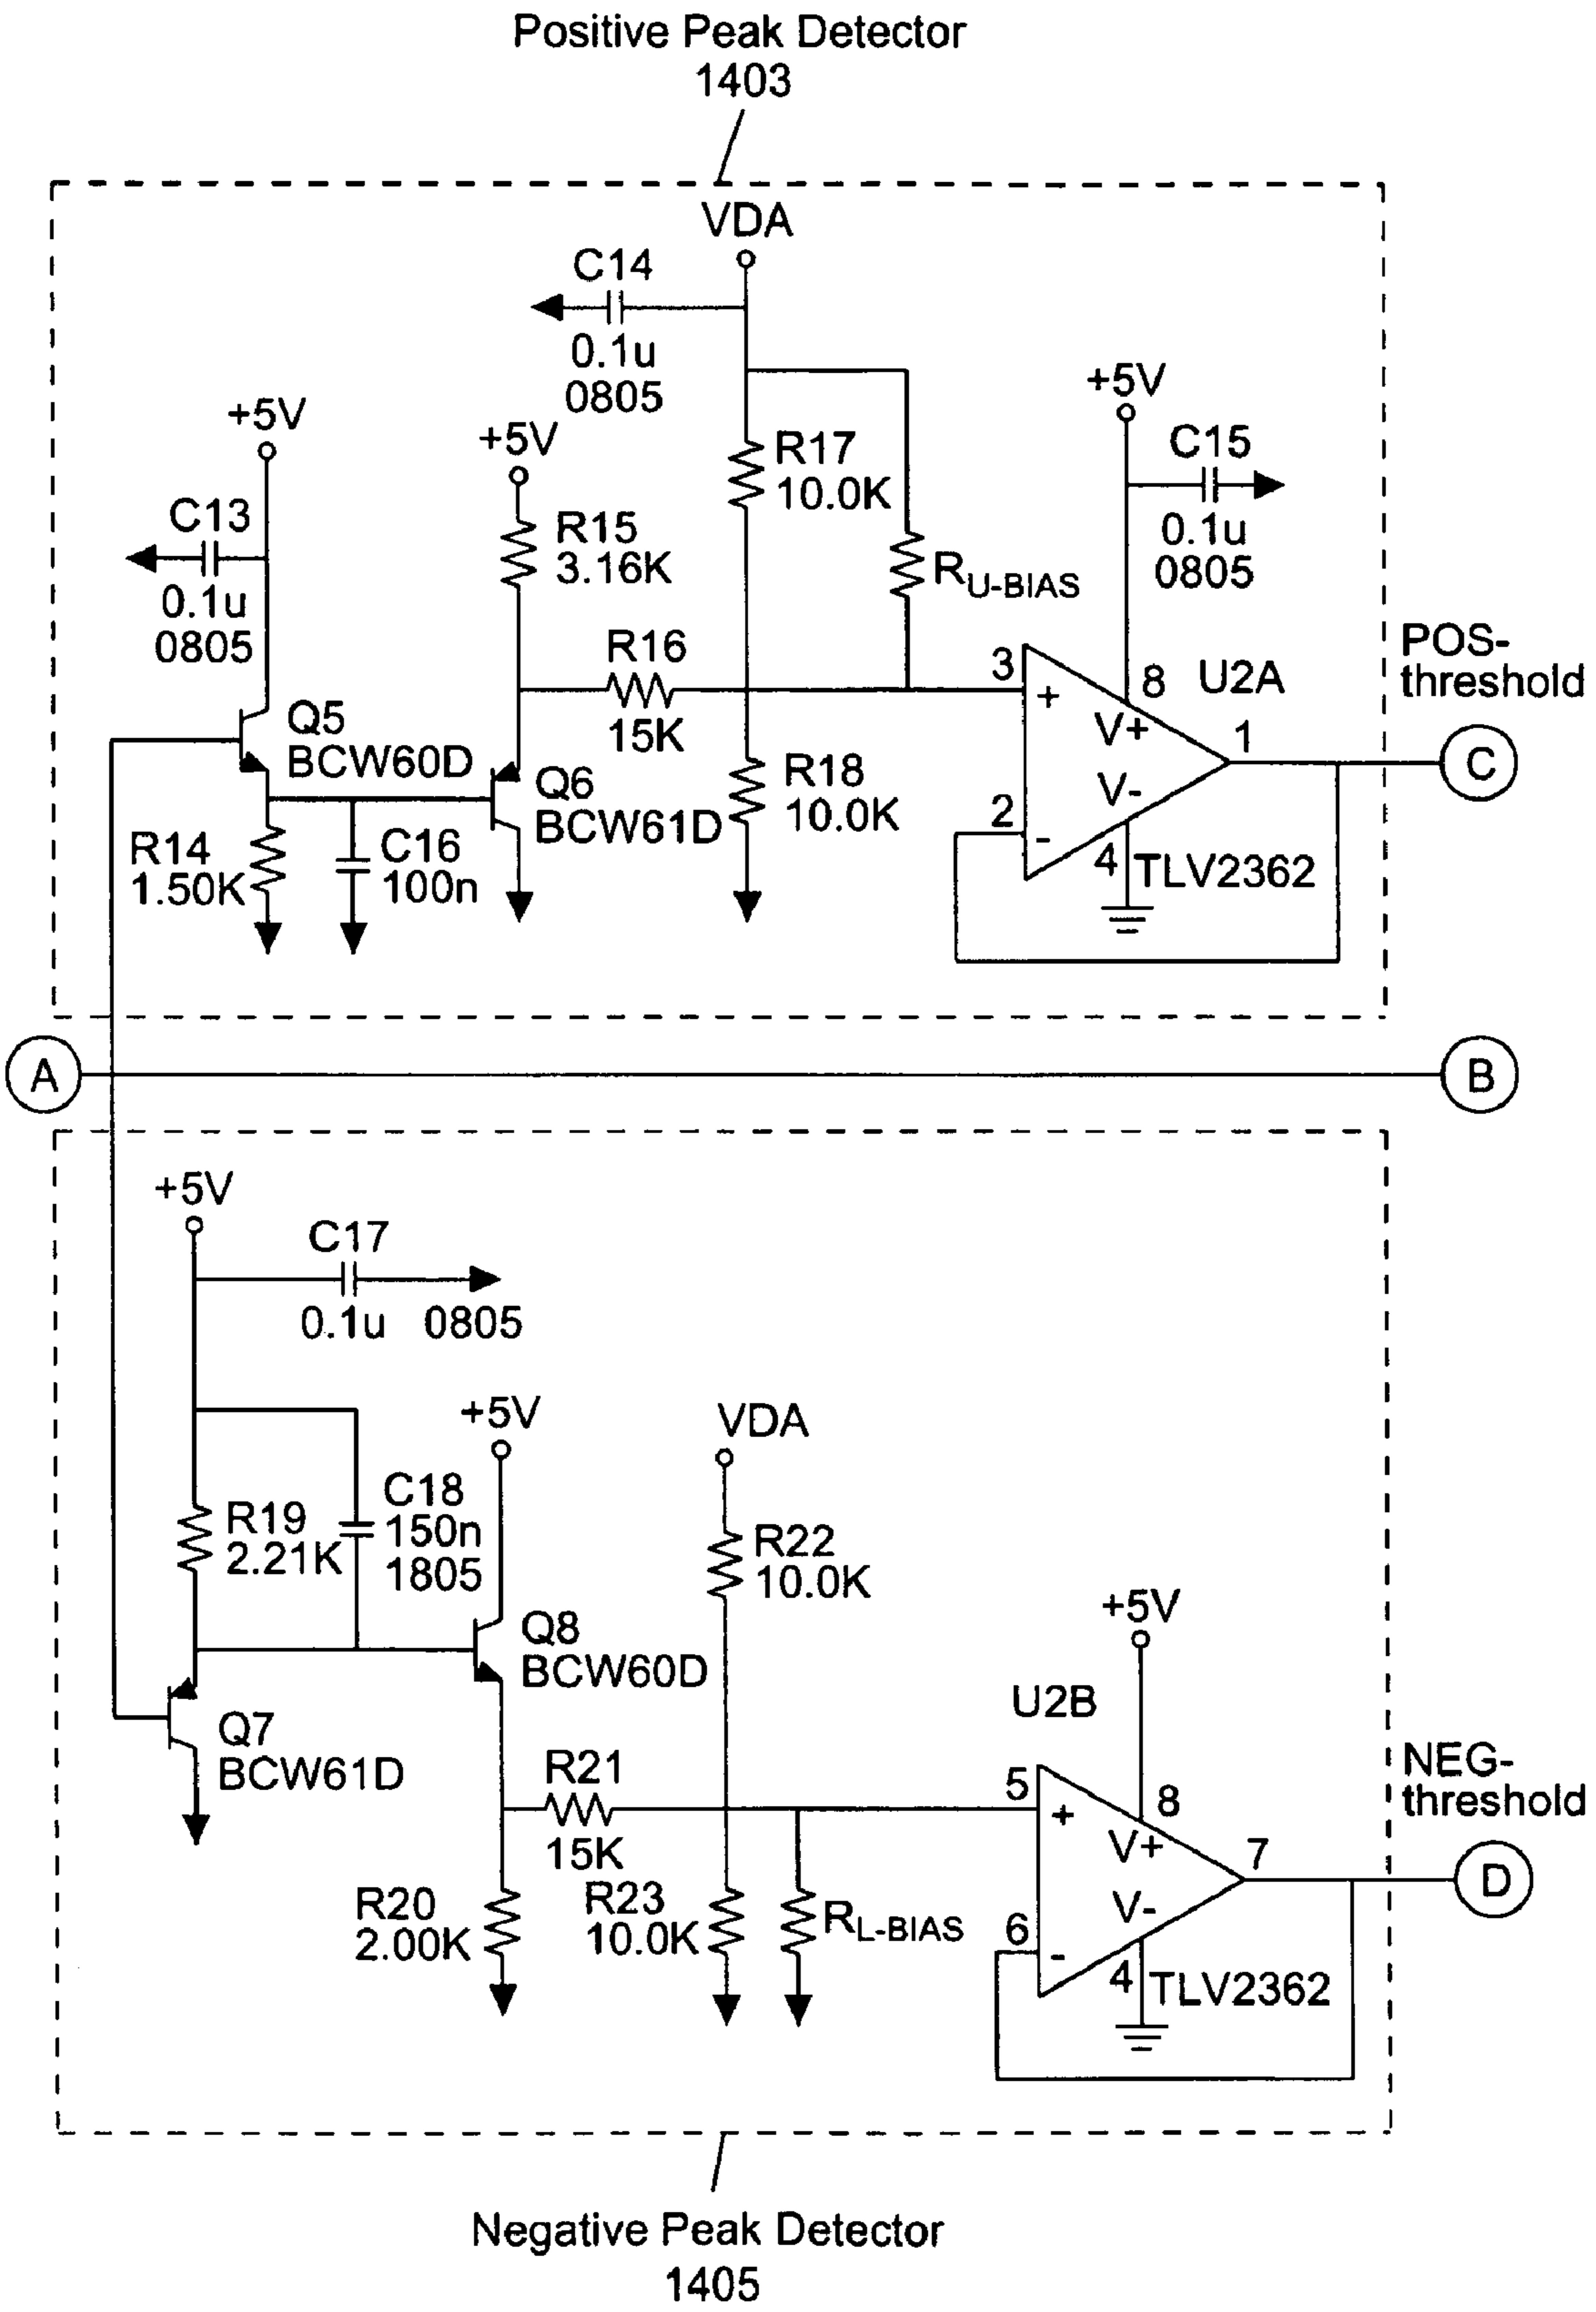 Positive Peak Detector
1403
VDA
C14
0.1u
0805
+5V
C13
0.1u
0805
+5V
R15
3.16K
R17
10.0K
RU-BIAS
+5V
C15
0.1u
0805
Q5
BCW60D
R16
15K
Q6
BCW61D
R14
1.50K
C16
100n
R18
10.0K
3
+
8
U2A
V+
1
V-
2
-
4
TLV2362
POS-
threshold
C
A
B
+5V
C17
0.1u 0805
+5V
VDA
R19
2.21K
C18
150n
1805
R22
10.0K
Q8
BCW60D
+5V
Q7
BCW61D
R21
15K
U2B
5
+
8
V+
7
V-
6
-
4
TLV2362
R20
2.00K
R23
10.0K
RL-BIAS
NEG-
threshold
D
Negative Peak Detector
1405